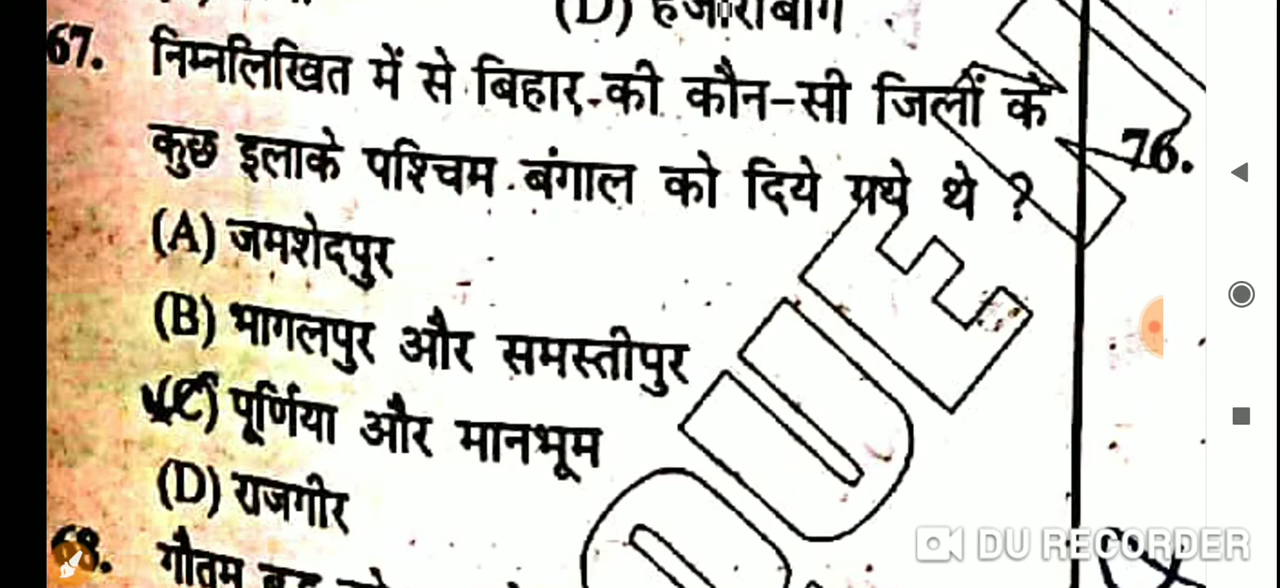 (D) हजारीबाग
67. निम्नलिखित में से बिहार की कौन-सी जिलों के
कुछ इलाके पश्चिम बंगाल को दिये गये थे ?
(A) जमशेदपुर
(B) भागलपुर और समस्तीपुर
(C) पूर्णिया और मानभूम
(D) राजगीर
68. गौतम
76.
DU RECORDER